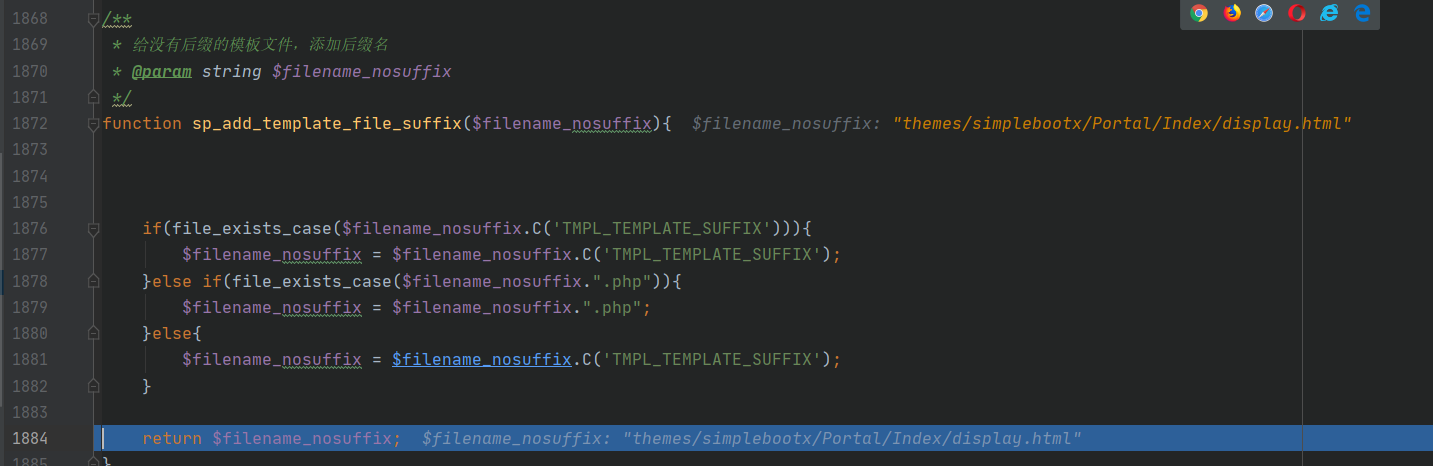 1868 /**
1869 * 给没有后缀的模板文件，添加后缀名
1870 * @param string $filename_nosuffix
1871 */
1872 function sp_add_template_file_suffix($filename_nosuffix){ $filename_nosuffix: "themes/simplebootx/Portal/Index/display.html"
1873
1874
1875
1876 if(file_exists_case($filename_nosuffix.C('TMPL_TEMPLATE_SUFFIX'))){
1877 $filename_nosuffix = $filename_nosuffix.C('TMPL_TEMPLATE_SUFFIX');
1878 }else if(file_exists_case($filename_nosuffix.".php")){
1879 $filename_nosuffix = $filename_nosuffix.".php";
1880 }else{
1881 $filename_nosuffix = $filename_nosuffix.C('TMPL_TEMPLATE_SUFFIX');
1882 }
1883
1884 return $filename_nosuffix; $filename_nosuffix: "themes/simplebootx/Portal/Index/display.html"
1885 }